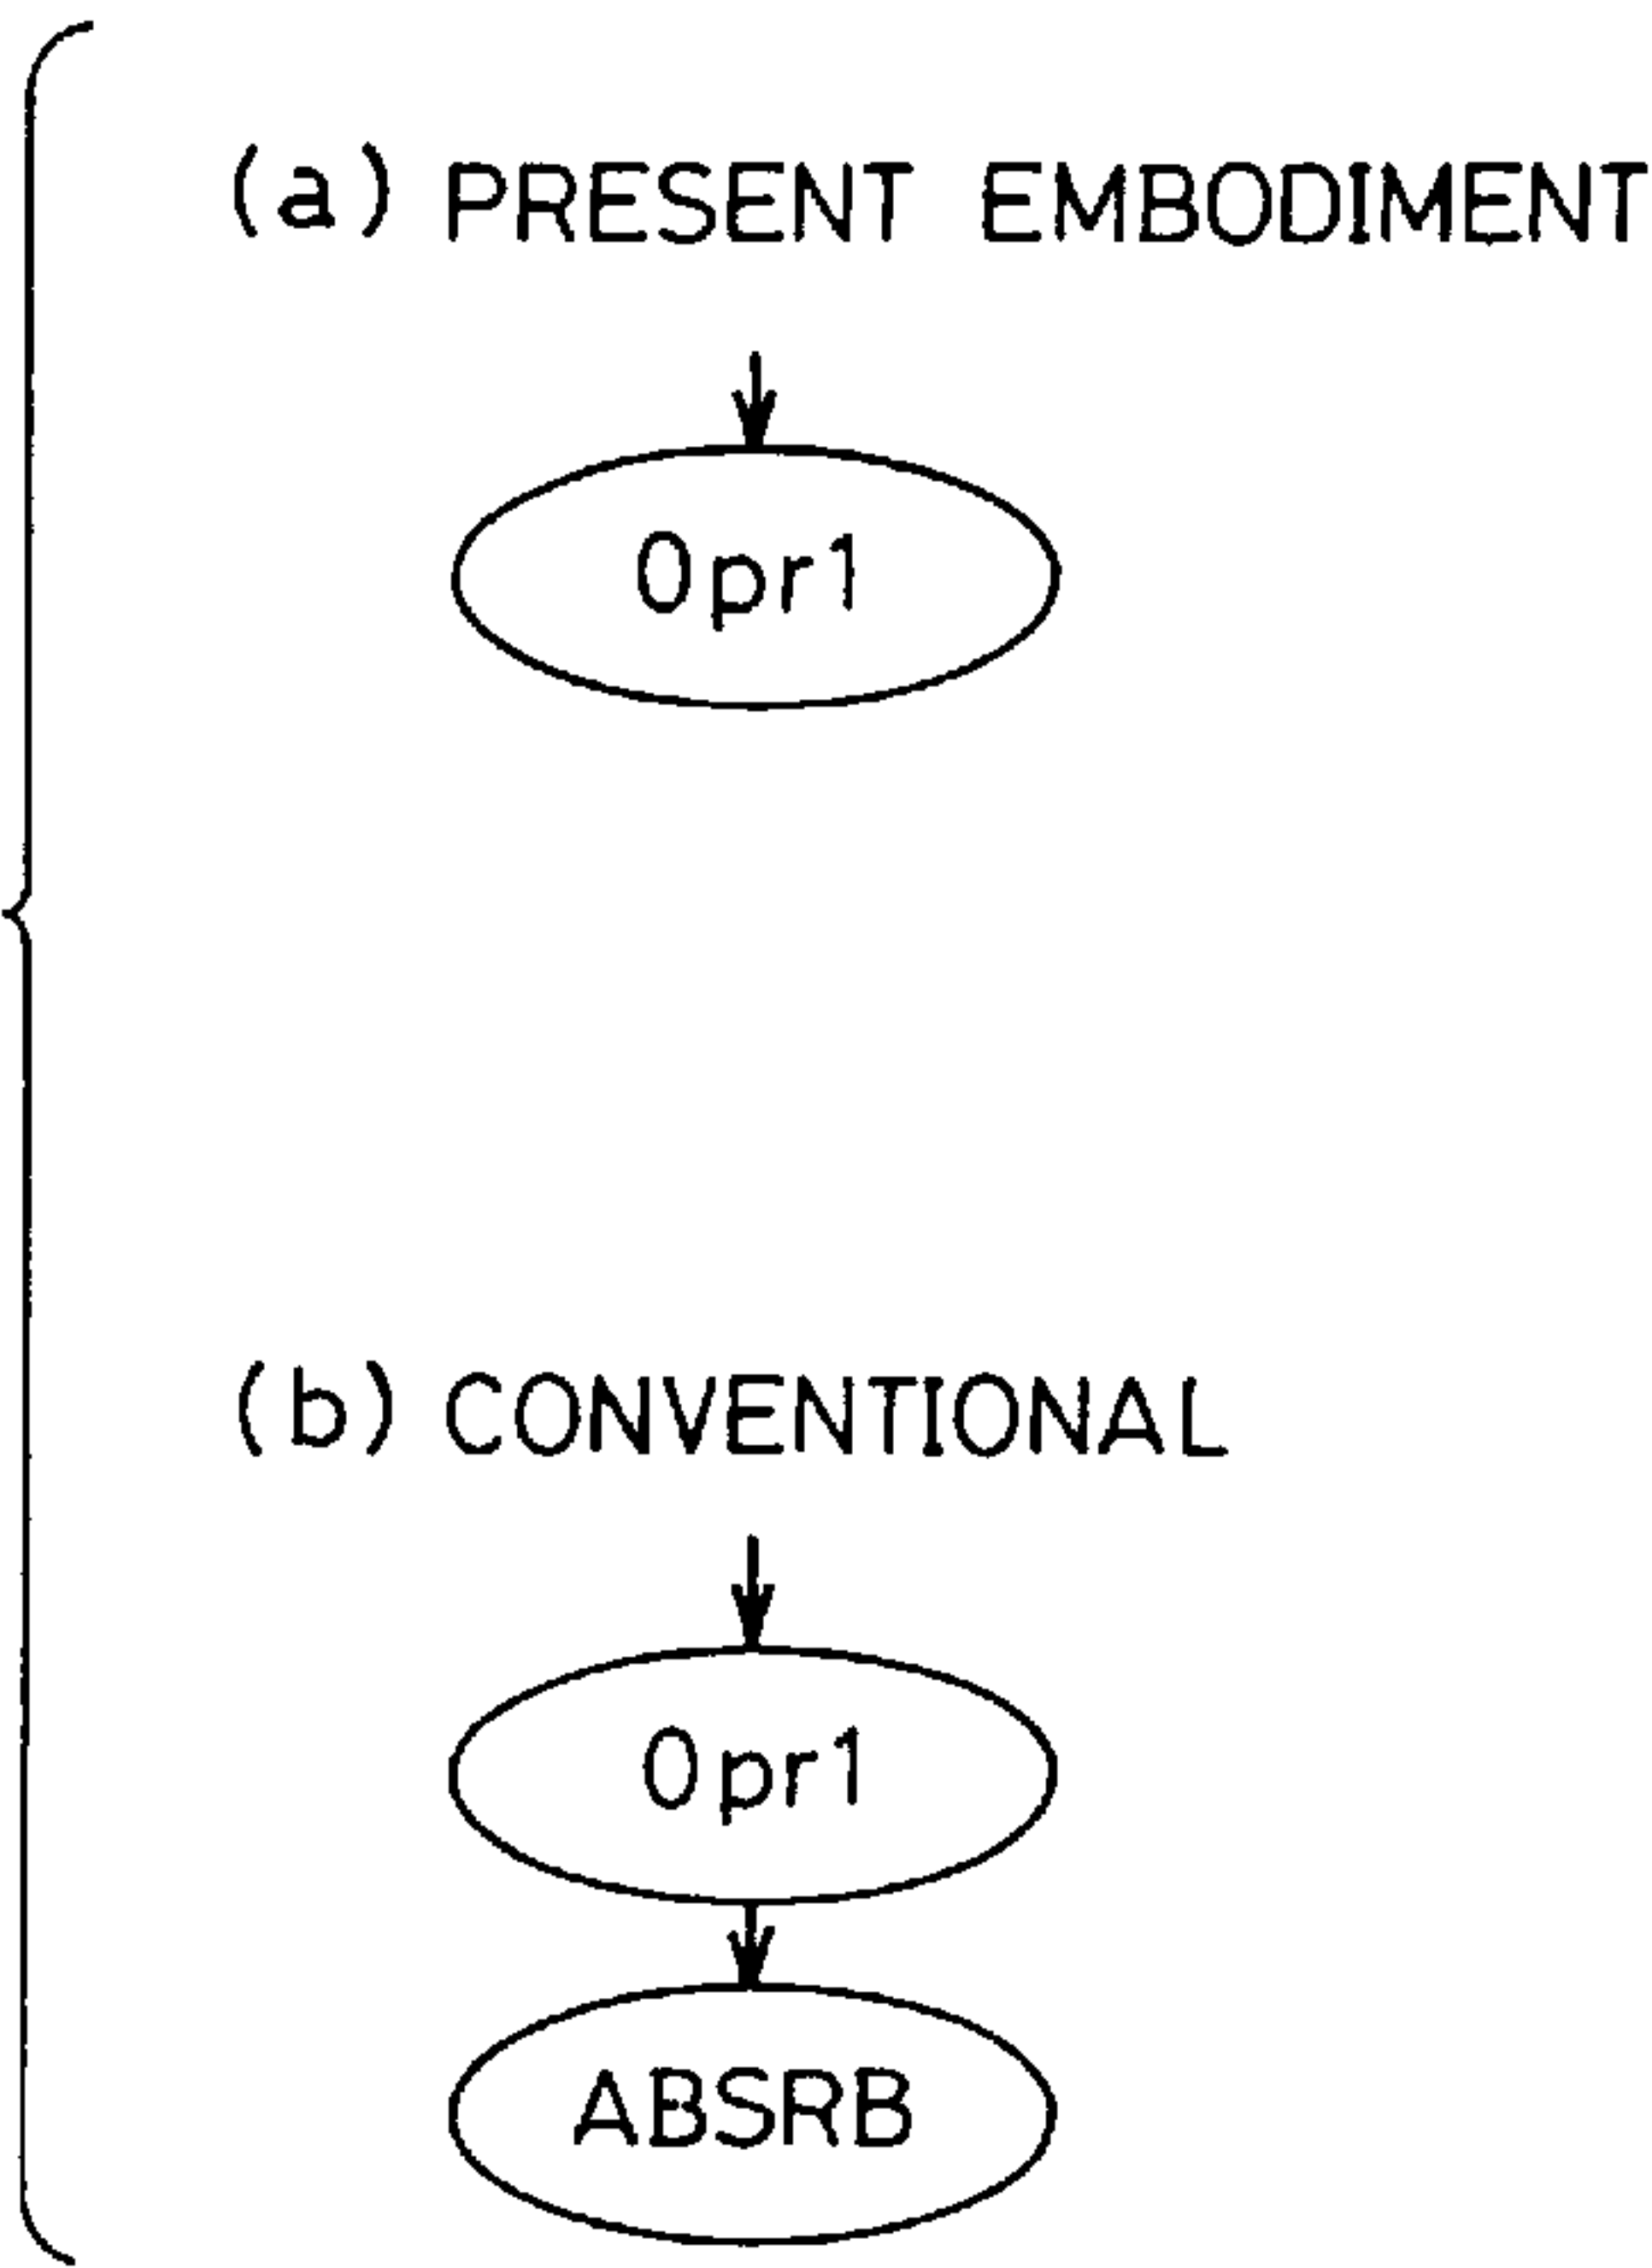 (a) PRESENT EMBODIMENT
Opr1
(b) CONVENTIONAL
Opr1
ABSRB